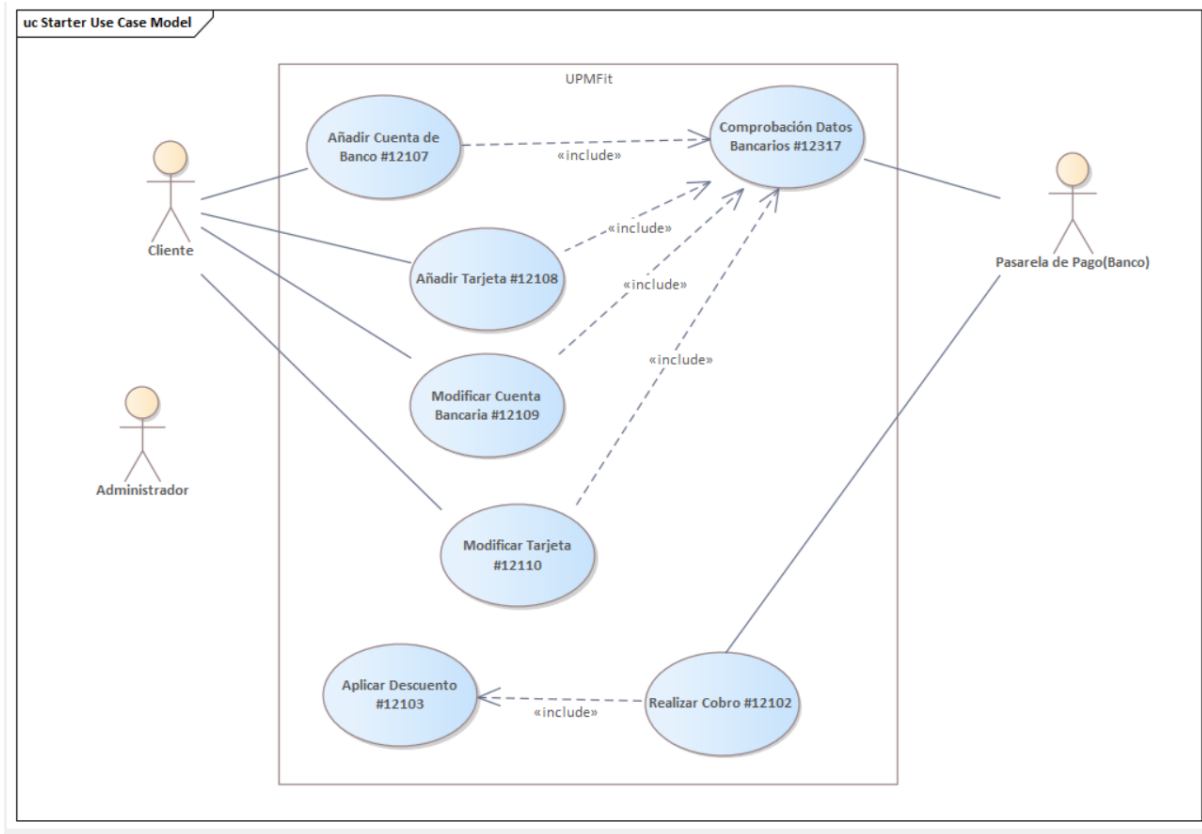 uc Starter Use Case Model
UPMFit
Añadir Cuenta de
Banco #12107
Comprobación Datos
Bancarios #12317
«include»
Cliente
«include»
Pasarela de Pago(Banco)
Añadir Tarjeta #12108
«include»
«include»
Modificar Cuenta
Bancaria #12109
Administrador
Modificar Tarjeta
#12110
Aplicar Descuento
#12103
«include»
Realizar Cobro #12102